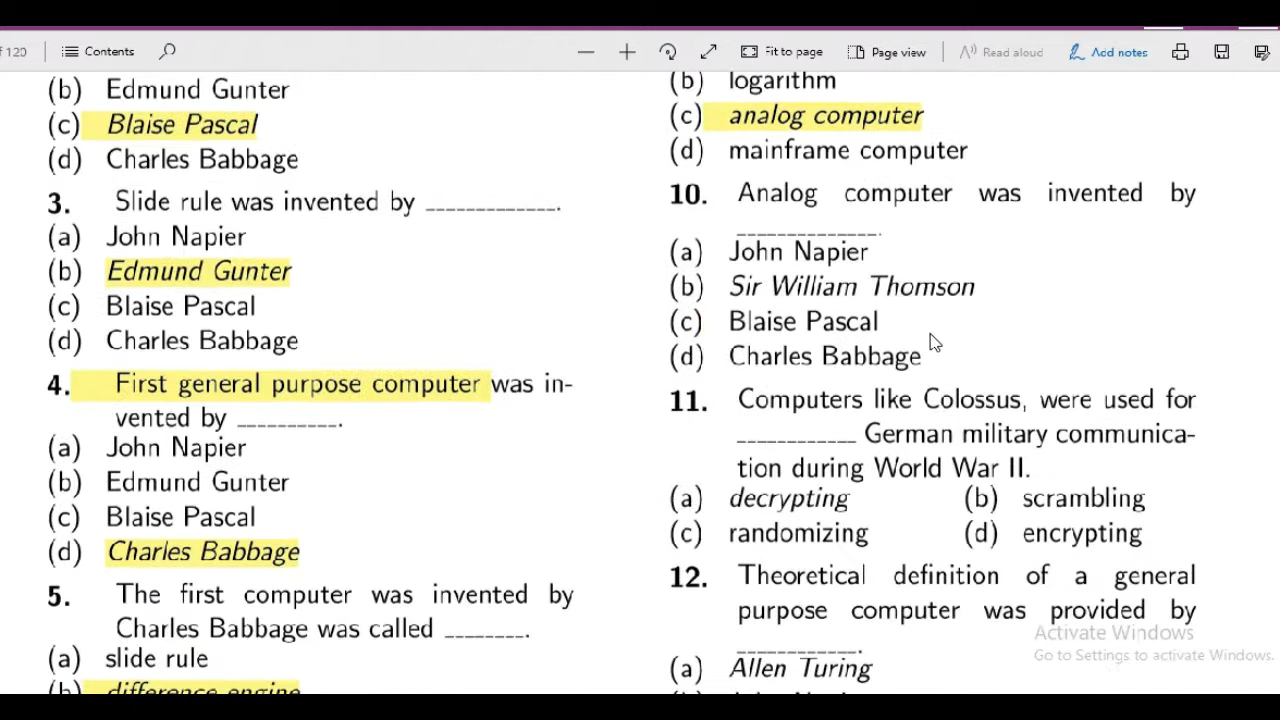 f 120
Contents
Fit to page
Page view
Read aloud
Add notes
(b) Edmund Gunter
(c) Blaise Pascal
(d) Charles Babbage
3. Slide rule was invented by _____________.
(a) John Napier
(b) Edmund Gunter
(c) Blaise Pascal
(d) Charles Babbage
4. First general purpose computer was in-
vented by __________.
(a) John Napier
(b) Edmund Gunter
(c) Blaise Pascal
(d) Charles Babbage
5. The first computer was invented by
Charles Babbage was called ________.
(a) slide rule
(b) difference engine
(b) logarithm
(c) analog computer
(d) mainframe computer
10. Analog computer was invented by
______________.
(a) John Napier
(b) Sir William Thomson
(c) Blaise Pascal
(d) Charles Babbage
11. Computers like Colossus, were used for
____________ German military communica-
tion during World War II.
(a) decrypting (b) scrambling
(c) randomizing (d) encrypting
12. Theoretical definition of a general
purpose computer was provided by
____________.
(a) Allen Turing
Activate Windows
Go to Settings to activate Windows.